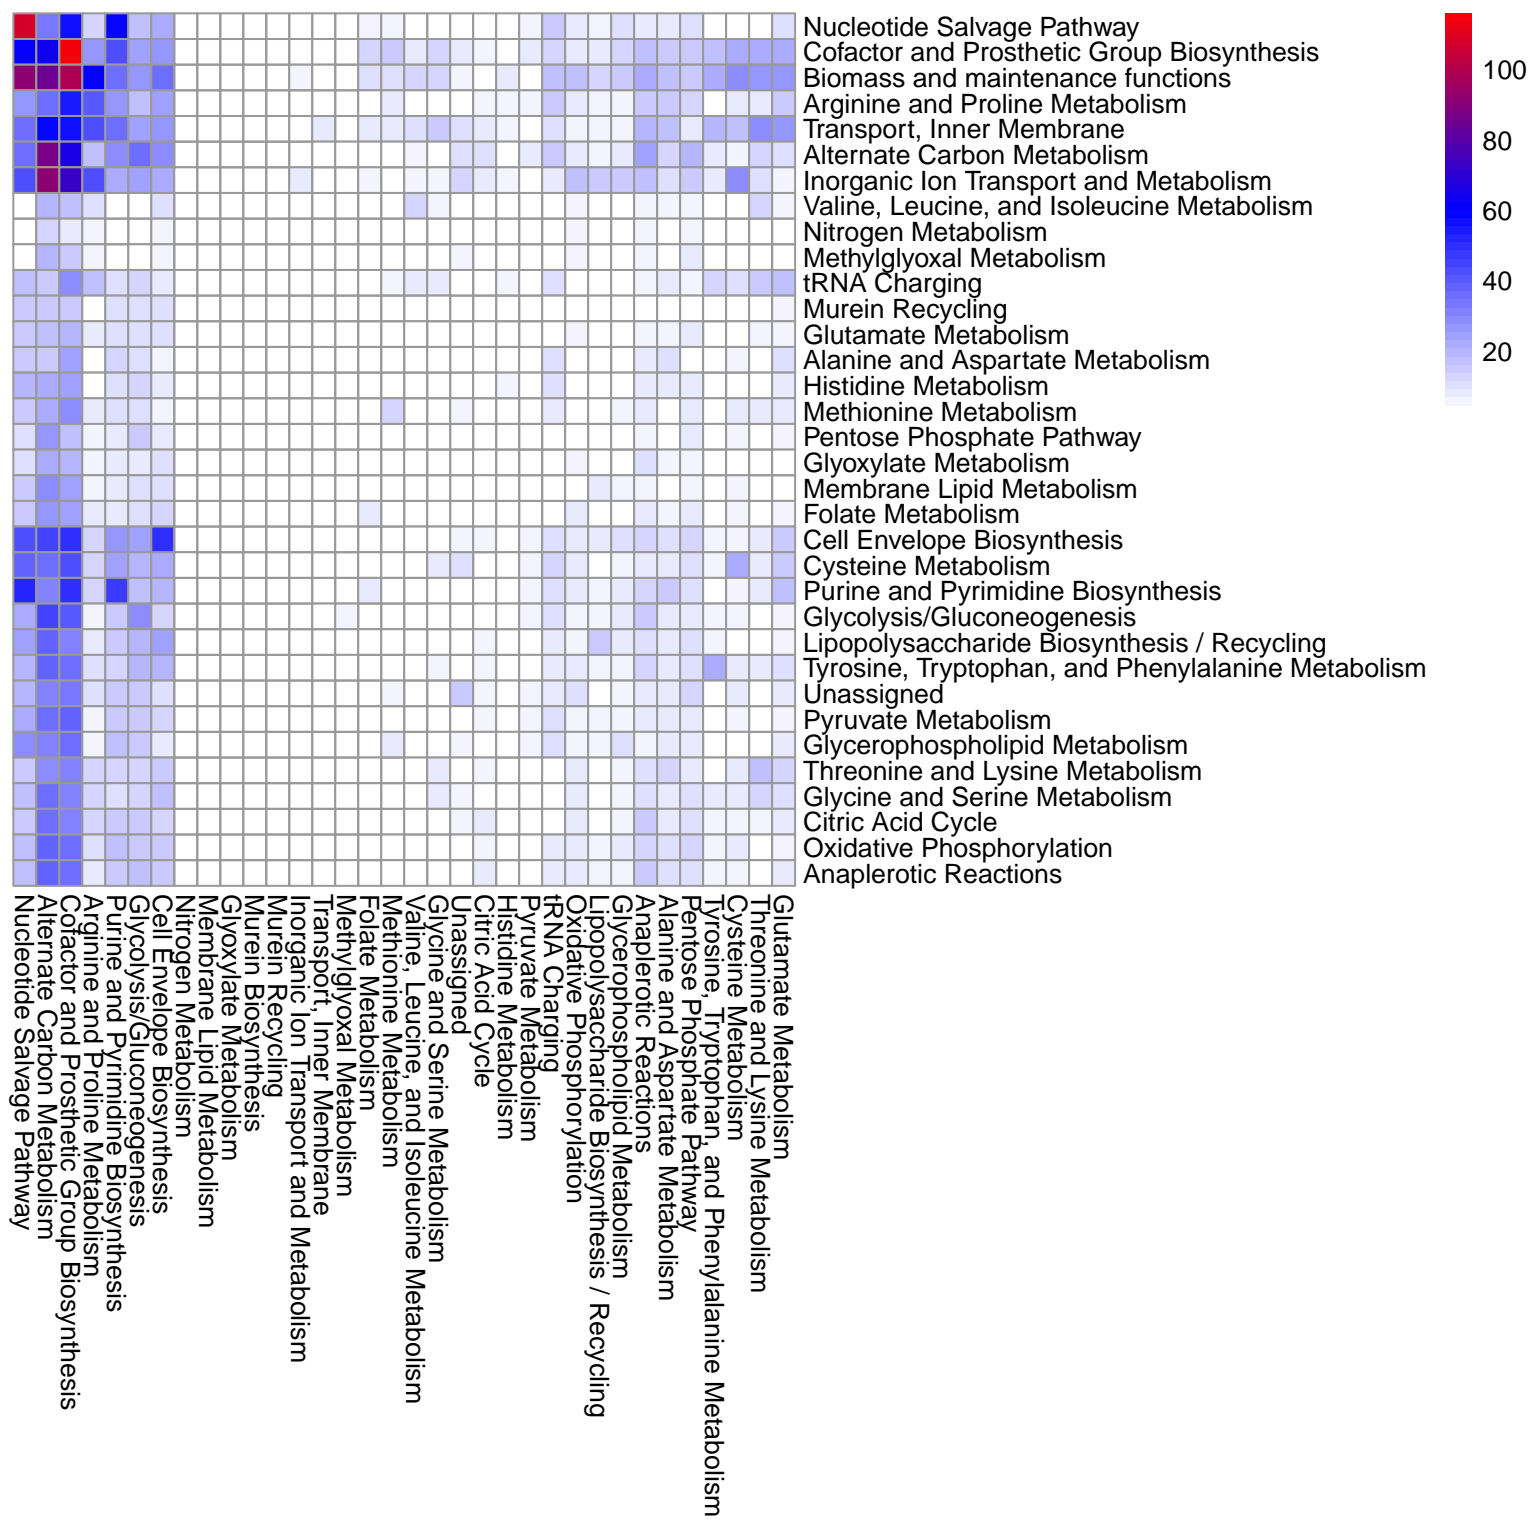 Nucleotide Salvage Pathway
Cofactor and Prosthetic Group Biosynthesis
Biomass and maintenance functions
Arginine and Proline Metabolism
Transport, Inner Membrane
Alternate Carbon Metabolism
Inorganic Ion Transport and Metabolism
Valine, Leucine, and Isoleucine Metabolism
Nitrogen Metabolism
Methylglyoxal Metabolism
tRNA Charging
Murein Recycling
Glutamate Metabolism
Alanine and Aspartate Metabolism
Histidine Metabolism
Methionine Metabolism
Pentose Phosphate Pathway
Glyoxylate Metabolism
Membrane Lipid Metabolism
Folate Metabolism
Cell Envelope Biosynthesis
Cysteine Metabolism
Purine and Pyrimidine Biosynthesis
Glycolysis/Gluconeogenesis
Lipopolysaccharide Biosynthesis / Recycling
Tyrosine, Tryptophan, and Phenylalanine Metabolism
Unassigned
Pyruvate Metabolism
Glycerophospholipid Metabolism
Threonine and Lysine Metabolism
Glycine and Serine Metabolism
Citric Acid Cycle
Oxidative Phosphorylation
Anaplerotic Reactions
100
80
60
40
20
Nucleotide Salvage Pathway
Alternate Carbon Metabolism
Cofactor and Prosthetic Group Biosynthesis
Arginine and Proline Metabolism
Purine and Pyrimidine Biosynthesis
Glycolysis/Gluconeogenesis
Cell Envelope Biosynthesis
Nitrogen Metabolism
Membrane Lipid Metabolism
Glyoxylate Metabolism
Murein Biosynthesis
Murein Recycling
Inorganic Ion Transport and Metabolism
Transport, Inner Membrane
Methylglyoxal Metabolism
Folate Metabolism
Methionine Metabolism
Valine, Leucine, and Isoleucine Metabolism
Glycine and Serine Metabolism
Unassigned
Citric Acid Cycle
Histidine Metabolism
Pyruvate Metabolism
tRNA Charging
Oxidative Phosphorylation
Lipopolysaccharide Biosynthesis / Recycling
Glycerophospholipid Metabolism
Anaplerotic Reactions
Alanine and Aspartate Metabolism
Pentose Phosphate Pathway
Tyrosine, Tryptophan, and Phenylalanine Metabolism
Cysteine Metabolism
Threonine and Lysine Metabolism
Glutamate Metabolism